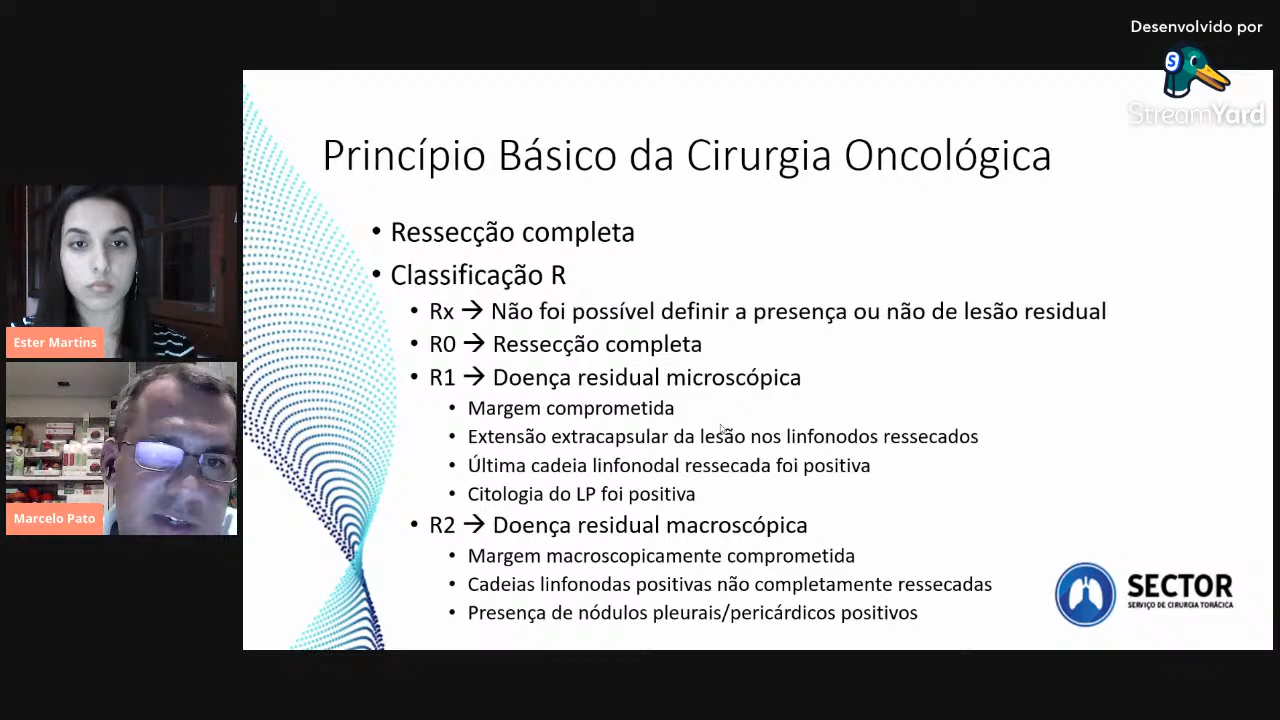 Desenvolvido por
S
StreamYard
Princípio Básico da Cirurgia Oncológica
• Ressecção completa
• Classificação R
• Rx → Não foi possível definir a presença ou não de lesão residual
• R0 → Ressecção completa
• R1 → Doença residual microscópica
• Margem comprometida
• Extensão extracapsular da lesão nos linfonodos ressecados
• Última cadeia linfonodal ressecada foi positiva
• Citologia do LP foi positiva
• R2 → Doença residual macroscópica
• Margem macroscopicamente comprometida
• Cadeias linfonodas positivas não completamente ressecadas
• Presença de nódulos pleurais/pericárdicos positivos
SECTOR
SERVIÇO DE CIRURGIA TORÁCICA
Ester Martins
Marcelo Pato